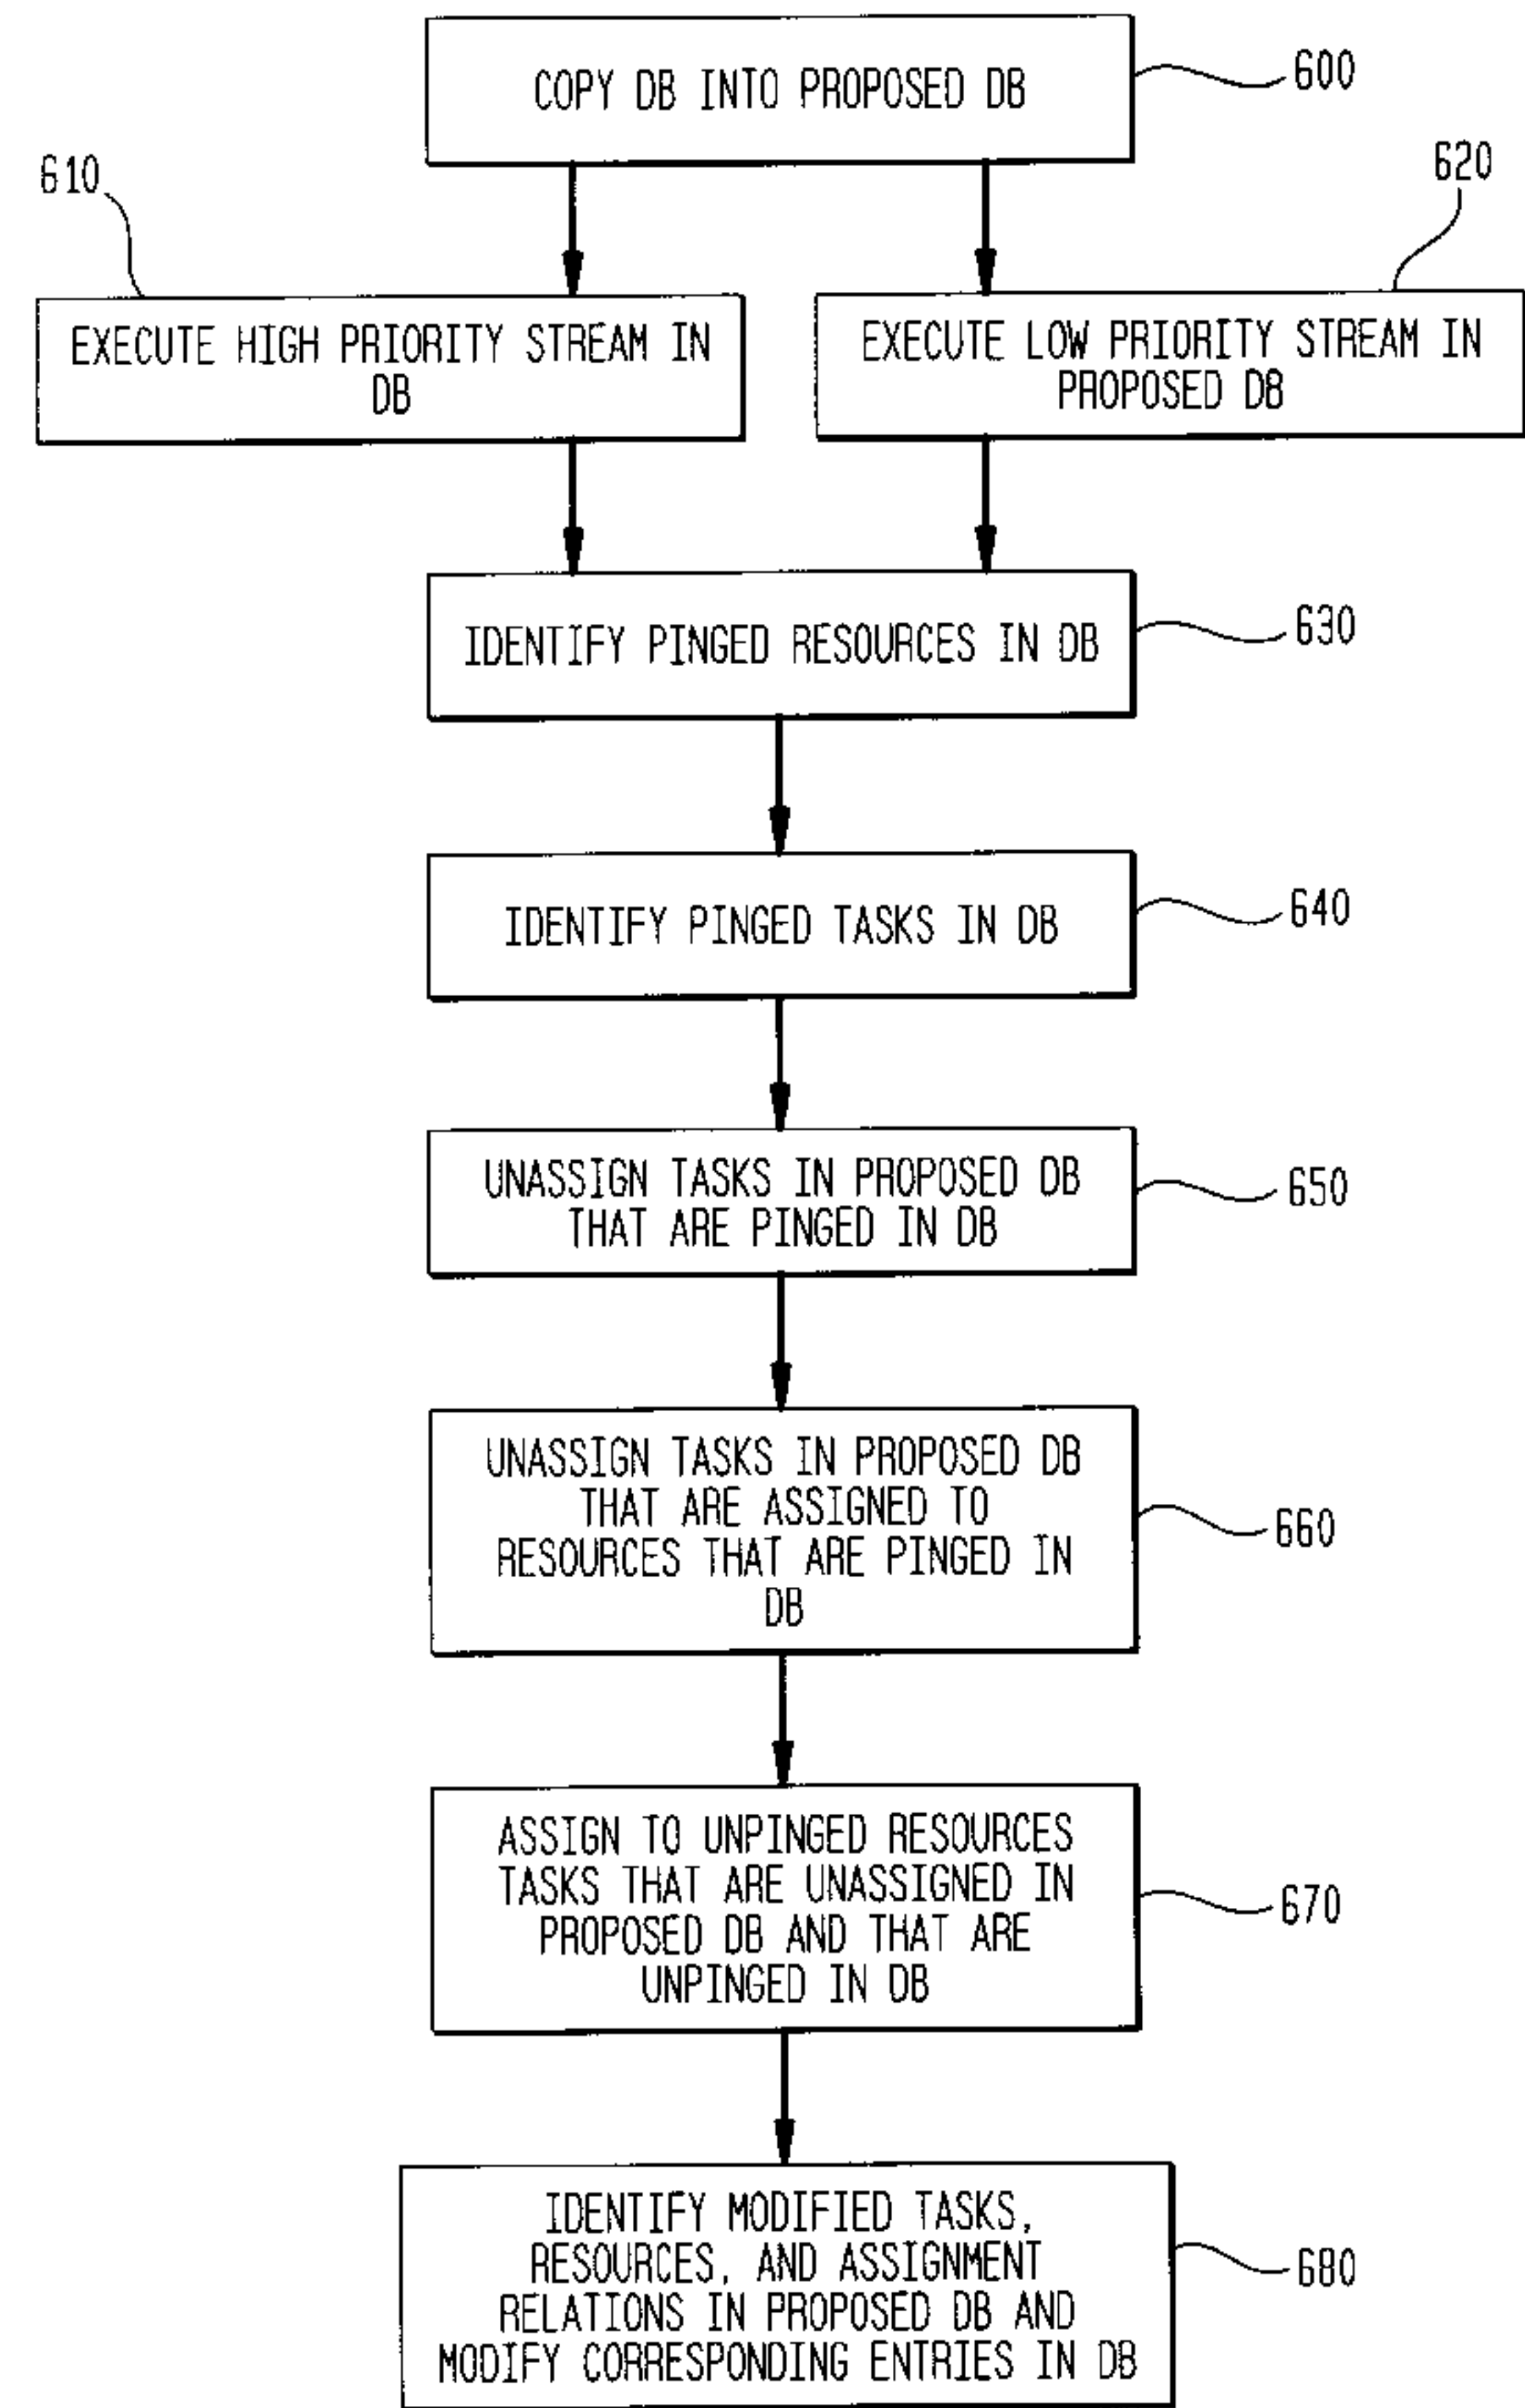 COPY DB INTO PROPOSED DB
600
610
620
EXECUTE HIGH PRIORITY STREAM IN
DB
EXECUTE LOW PRIORITY STREAM IN
PROPOSED DB
IDENTIFY PINGED RESOURCES IN DB
630
IDENTIFY PINGED TASKS IN DB
640
UNASSIGN TASKS IN PROPOSED DB
THAT ARE PINGED IN DB
650
UNASSIGN TASKS IN PROPOSED DB
THAT ARE ASSIGNED TO
RESOURCES THAT ARE PINGED IN
DB
660
ASSIGN TO UNPINGED RESOURCES
TASKS THAT ARE UNASSIGNED IN
PROPOSED DB AND THAT ARE
UNPINGED IN DB
670
IDENTIFY MODIFIED TASKS,
RESOURCES, AND ASSIGNMENT
RELATIONS IN PROPOSED DB AND
MODIFY CORRESPONDING ENTRIES IN DB
680